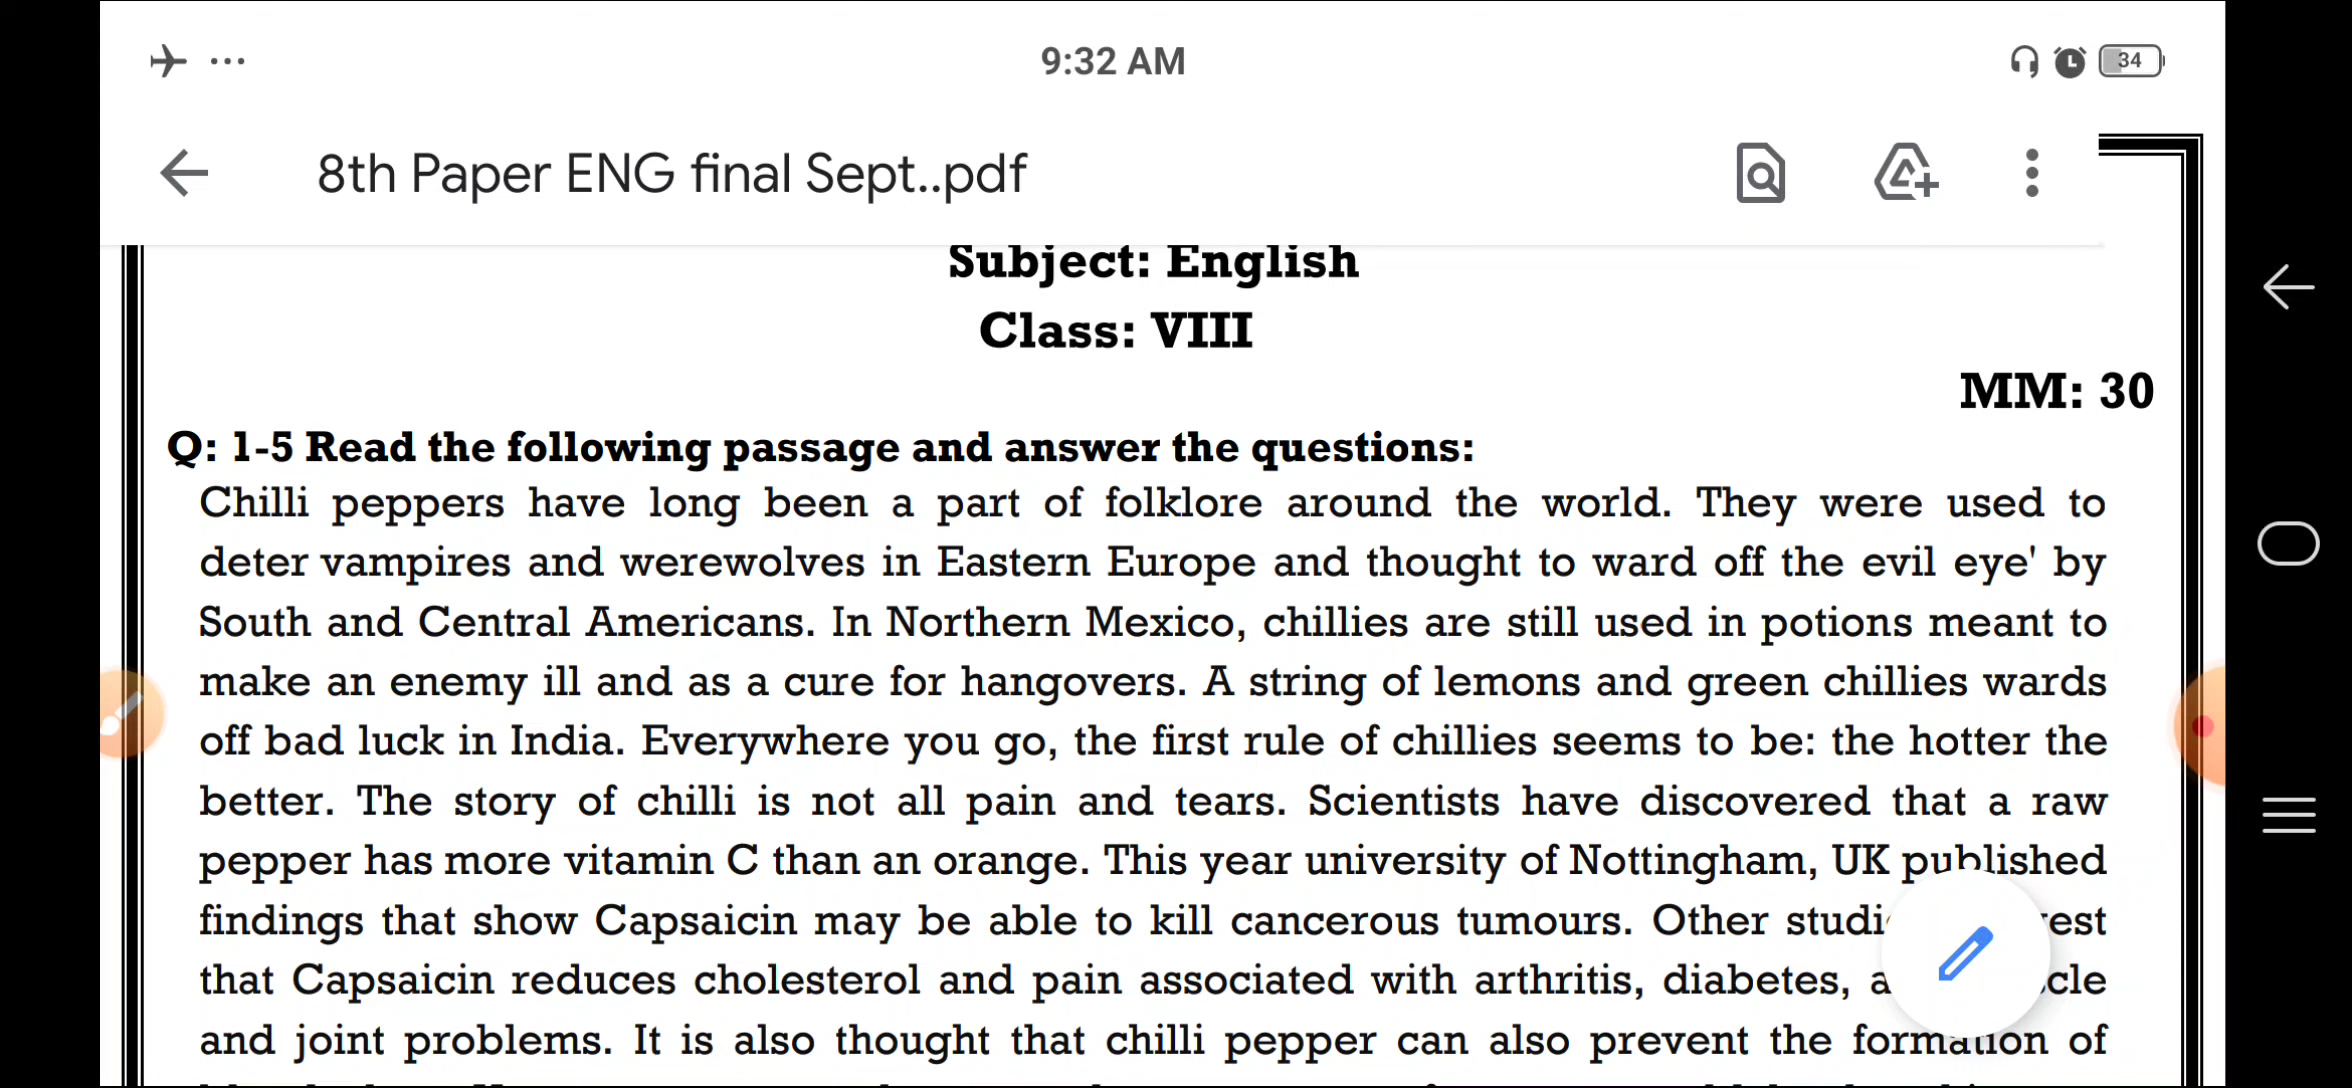 9:32 AM
34
8th Paper ENG final Sept..pdf
Subject: English
Class: VIII
MM: 30
Q: 1-5 Read the following passage and answer the questions:
Chilli peppers have long been a part of folklore around the world. They were used to
deter vampires and werewolves in Eastern Europe and thought to ward off the evil eye' by
South and Central Americans. In Northern Mexico, chillies are still used in potions meant to
make an enemy ill and as a cure for hangovers. A string of lemons and green chillies wards
off bad luck in India. Everywhere you go, the first rule of chillies seems to be: the hotter the
better. The story of chilli is not all pain and tears. Scientists have discovered that a raw
pepper has more vitamin C than an orange. This year university of Nottingham, UK published
findings that show Capsaicin may be able to kill cancerous tumours. Other
that Capsaicin reduces cholesterol and pain associated with arthritis, diabetes,
and joint problems. It is also thought that chilli pepper can also prevent the formation of